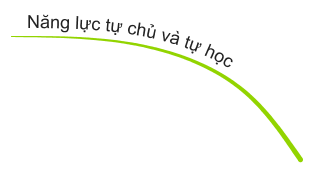 Năng lực tự chủ và tự học